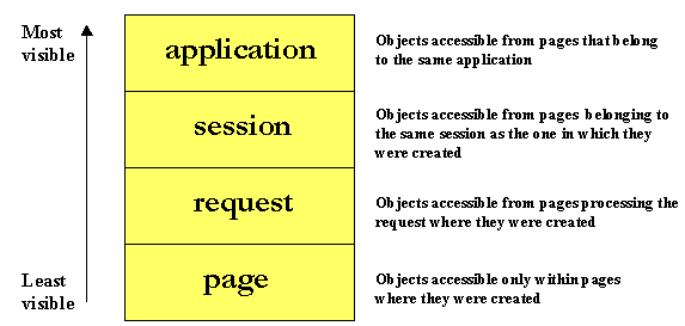 Most
visible
application
Objects accessible from pages that belong
to the same application
session
Objects accessible from pages belonging to
the same session as the one in which they
were created
request
Objects accessible from pages processing the
request where they were created
Least
visible
page
Objects accessible only within pages
where they were created